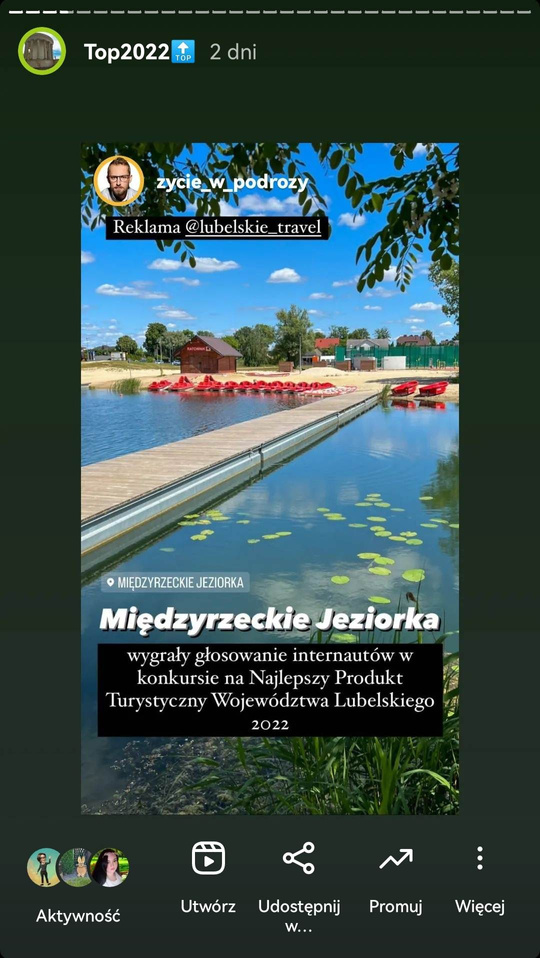 Top2022 🔝 2 dni
zycie_w_podrozy
Reklama @lubelskie_travel
MIĘDZYRZECKIE JEZIORKA
Międzyrzeckie Jeziorka
wygrały głosowanie internautów w
konkursie na Najlepszy Produkt
Turystyczny Województwa Lubelskiego
2022
Aktywność
Utwórz
Udostępnij
w...
Promuj
Więcej